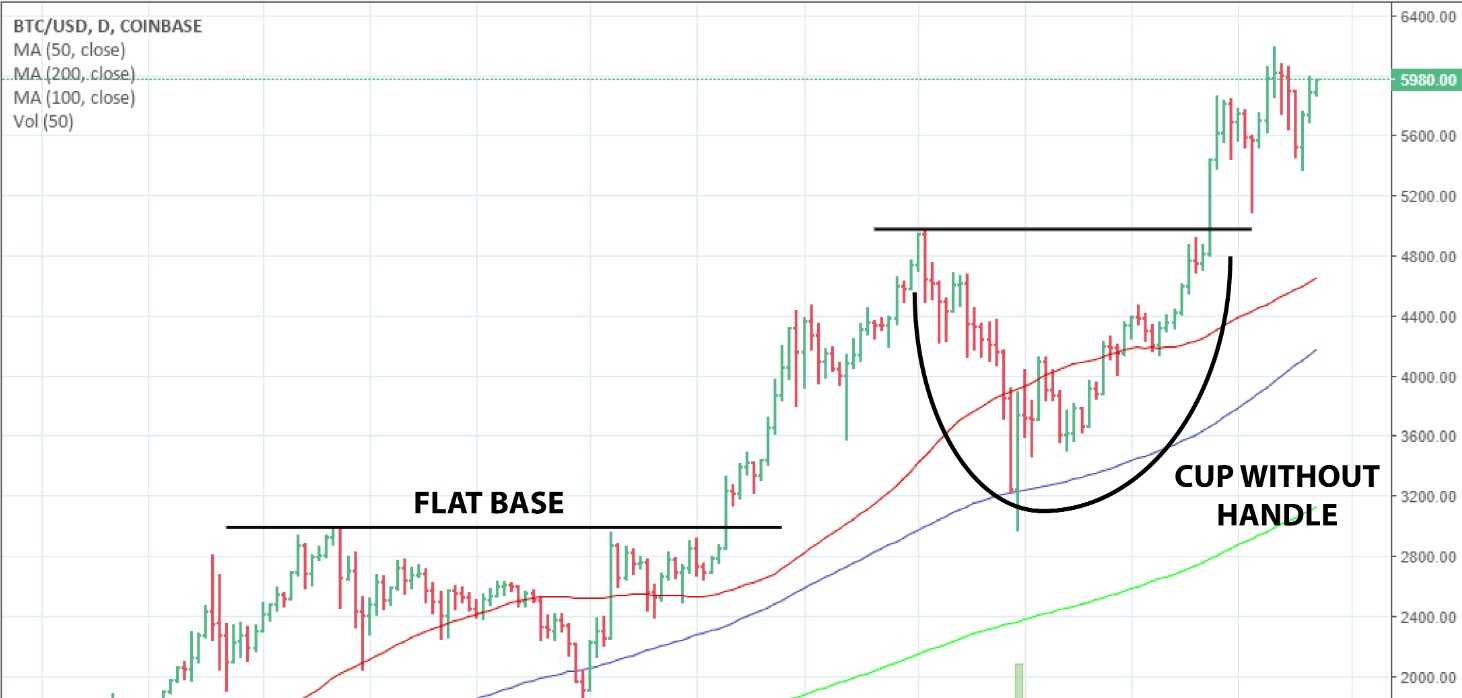 BTC/USD, D, COINBASE
MA (50, close)
MA (200, close)
MA (100, close)
Vol (50)
6400.00
5980.00
5600.00
5200.00
4800.00
4400.00
4000.00
3600.00
3200.00
2800.00
2400.00
2000.00
FLAT BASE
CUP WITHOUT
HANDLE